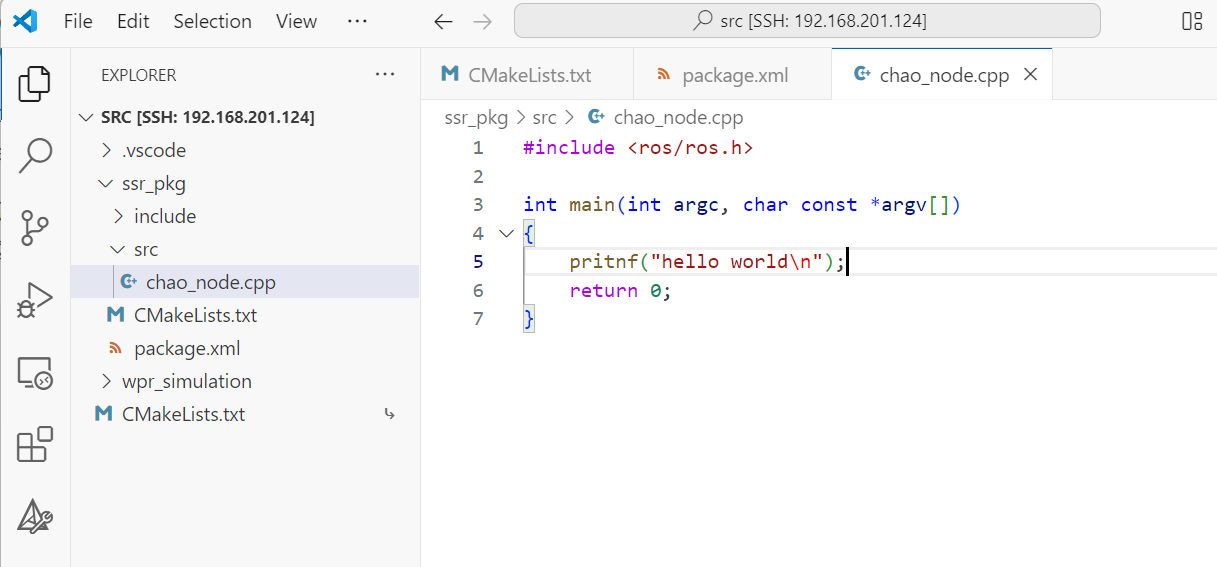 File Edit Selection View ··· src [SSH: 192.168.201.124]
EXPLORER ···
SRC [SSH: 192.168.201.124]
.vscode
ssr_pkg
include
src
chao_node.cpp
CMakeLists.txt
package.xml
wpr_simulation
CMakeLists.txt
CMakeLists.txt package.xml chao_node.cpp
ssr_pkg > src > chao_node.cpp
1 #include <ros/ros.h>
2
3 int main(int argc, char const *argv[])
4 {
5     pritnf("hello world\n");
6     return 0;
7 }